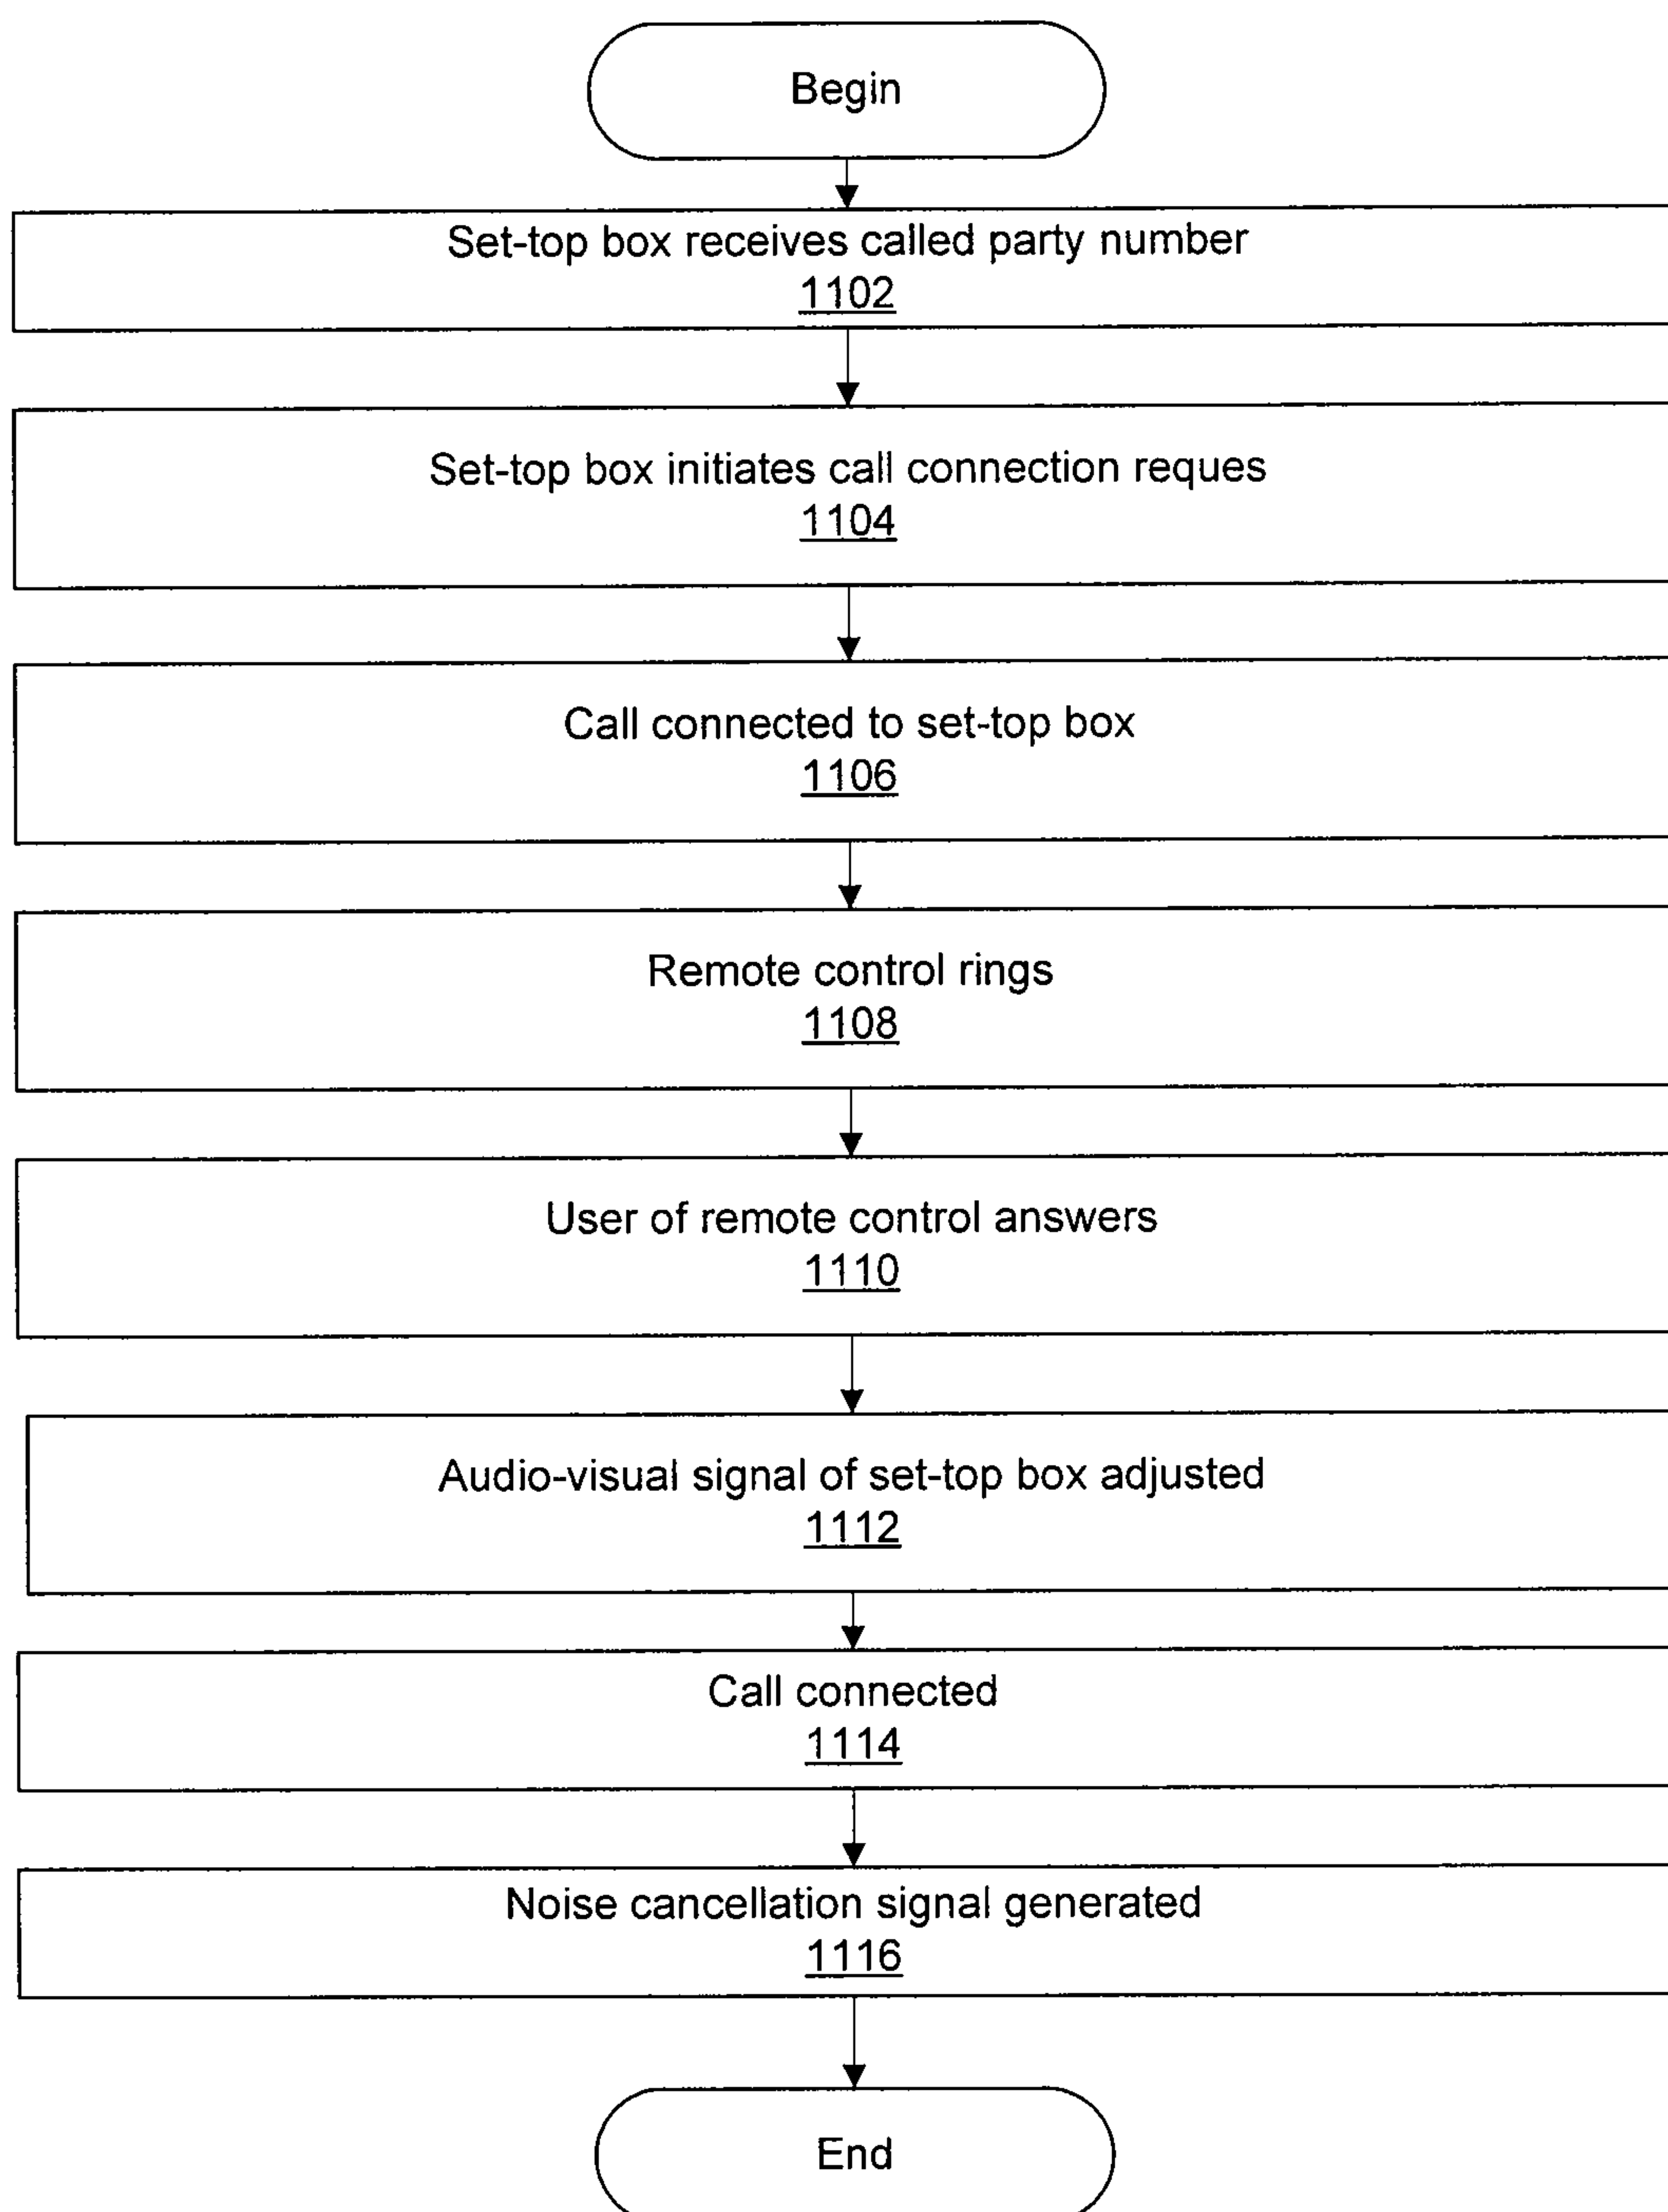 Begin
Set-top box receives called party number
1102
Set-top box initiates call connection reques
1104
Call connected to set-top box
1106
Remote control rings
1108
User of remote control answers
1110
Audio-visual signal of set-top box adjusted
1112
Call connected
1114
Noise cancellation signal generated
1116
End